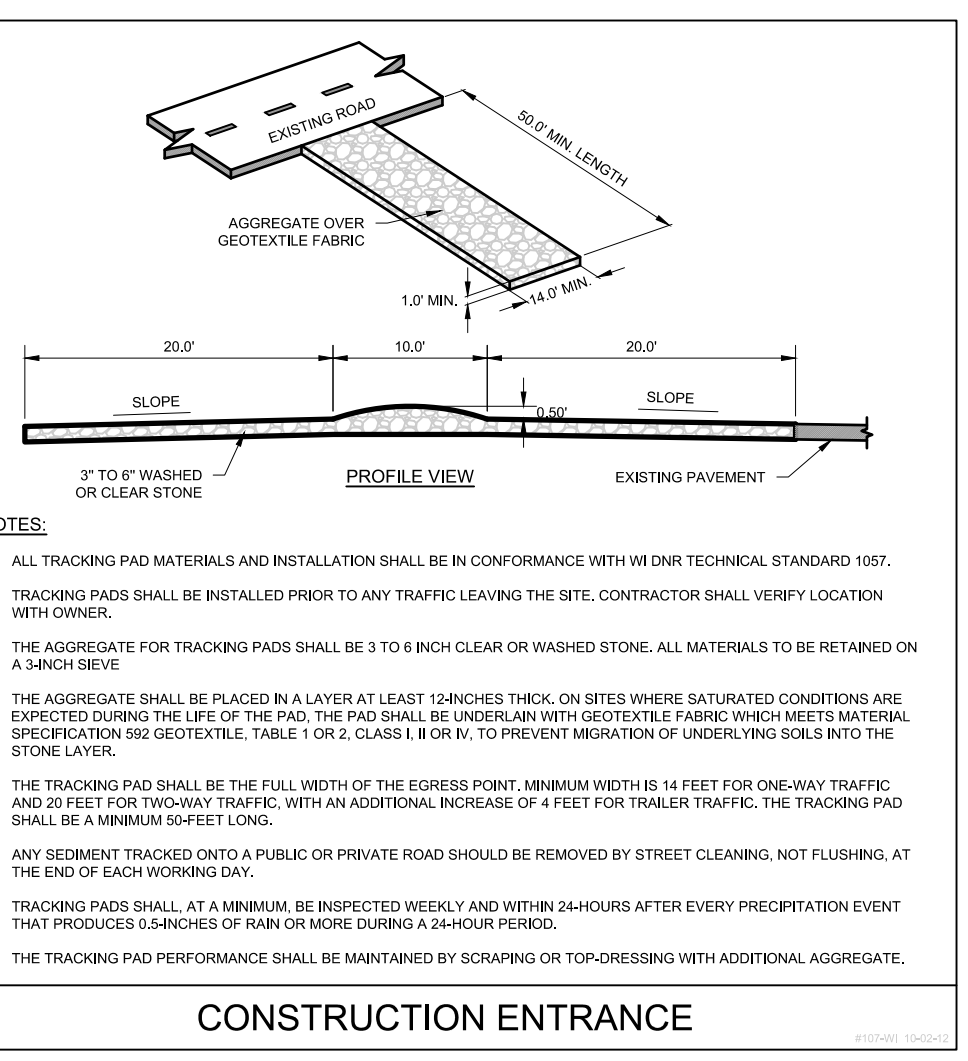 EXISTING ROAD
50.0' MIN. LENGTH
AGGREGATE OVER
GEOTEXTILE FABRIC
1.0' MIN.
14.0' MIN.
20.0'
10.0'
20.0'
SLOPE
0.50'
SLOPE
3" TO 6" WASHED
OR CLEAR STONE
PROFILE VIEW
EXISTING PAVEMENT
OTES:
ALL TRACKING PAD MATERIALS AND INSTALLATION SHALL BE IN CONFORMANCE WITH WI DNR TECHNICAL STANDARD 1057.
TRACKING PADS SHALL BE INSTALLED PRIOR TO ANY TRAFFIC LEAVING THE SITE. CONTRACTOR SHALL VERIFY LOCATION
WITH OWNER.
THE AGGREGATE FOR TRACKING PADS SHALL BE 3 TO 6 INCH CLEAR OR WASHED STONE. ALL MATERIALS TO BE RETAINED ON
A 3-INCH SIEVE
THE AGGREGATE SHALL BE PLACED IN A LAYER AT LEAST 12-INCHES THICK. ON SITES WHERE SATURATED CONDITIONS ARE
EXPECTED DURING THE LIFE OF THE PAD, THE PAD SHALL BE UNDERLAIN WITH GEOTEXTILE FABRIC WHICH MEETS MATERIAL
SPECIFICATION 592 GEOTEXTILE, TABLE 1 OR 2, CLASS I, II OR IV, TO PREVENT MIGRATION OF UNDERLYING SOILS INTO THE
STONE LAYER.
THE TRACKING PAD SHALL BE THE FULL WIDTH OF THE EGRESS POINT. MINIMUM WIDTH IS 14 FEET FOR ONE-WAY TRAFFIC
AND 20 FEET FOR TWO-WAY TRAFFIC, WITH AN ADDITIONAL INCREASE OF 4 FEET FOR TRAILER TRAFFIC. THE TRACKING PAD
SHALL BE A MINIMUM 50-FEET LONG.
ANY SEDIMENT TRACKED ONTO A PUBLIC OR PRIVATE ROAD SHOULD BE REMOVED BY STREET CLEANING, NOT FLUSHING, AT
THE END OF EACH WORKING DAY.
TRACKING PADS SHALL, AT A MINIMUM, BE INSPECTED WEEKLY AND WITHIN 24-HOURS AFTER EVERY PRECIPITATION EVENT
THAT PRODUCES 0.5-INCHES OF RAIN OR MORE DURING A 24-HOUR PERIOD.
THE TRACKING PAD PERFORMANCE SHALL BE MAINTAINED BY SCRAPING OR TOP-DRESSING WITH ADDITIONAL AGGREGATE.
CONSTRUCTION ENTRANCE
#107-WI 10-02-12